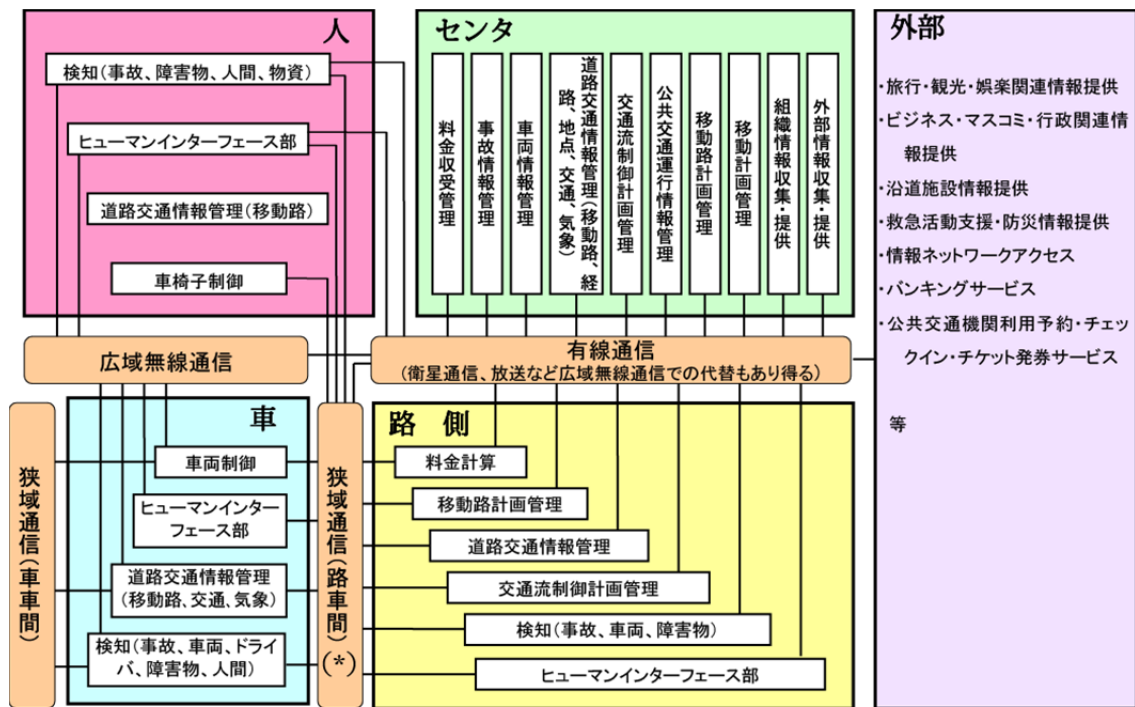 人
検知(事故、障害物、人間、物資)
ヒューマンインターフェース部
道路交通情報管理(移動路)
車椅子制御
センタ
料金収受管理
事故情報管理
車両情報管理
道路交通情報管理(移動路、経
路、地点、交通、気象)
交通流制御計画管理
公共交通運行情報管理
移動路計画管理
移動計画管理
組織情報収集・提供
外部情報収集・提供
外部
・旅行・観光・娯楽関連情報提供
・ビジネス・マスコミ・行政関連情
報提供
・沿道施設情報提供
・救急活動支援・防災情報提供
・情報ネットワークアクセス
・バンキングサービス
・公共交通機関利用予約・チェッ
クイン・チケット発券サービス
等
広域無線通信
有線通信
(衛星通信、放送など広域無線通信での代替もあり得る)
狭域通信(車車間)
車
車両制御
ヒューマンインター
フェース部
道路交通情報管理
(移動路、交通、気象)
検知(事故、車両、ドライ
バ、障害物、人間)
狭域通信(路車間)
(*)
路 側
料金計算
移動路計画管理
道路交通情報管理
交通流制御計画管理
検知(事故、車両、障害物)
ヒューマンインターフェース部